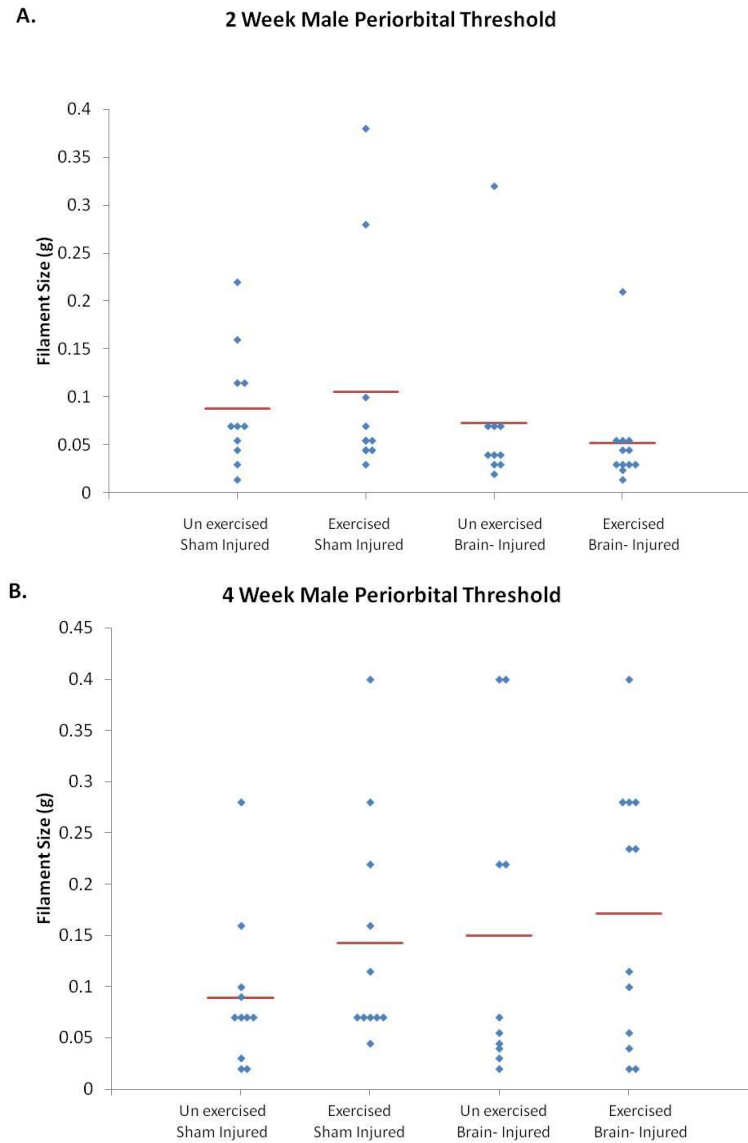 A.
2 Week Male Periorbital Threshold
0.4
0.35
0.3
0.25
0.2
0.15
0.1
0.05
0
Filament Size (g)
Un exercised
Sham Injured
Exercised
Sham Injured
Un exercised
Brain- Injured
Exercised
Brain- Injured
B.
4 Week Male Periorbital Threshold
0.45
0.4
0.35
0.3
0.25
0.2
0.15
0.1
0.05
0
Filament Size (g)
Un exercised
Sham Injured
Exercised
Sham Injured
Un exercised
Brain- Injured
Exercised
Brain- Injured